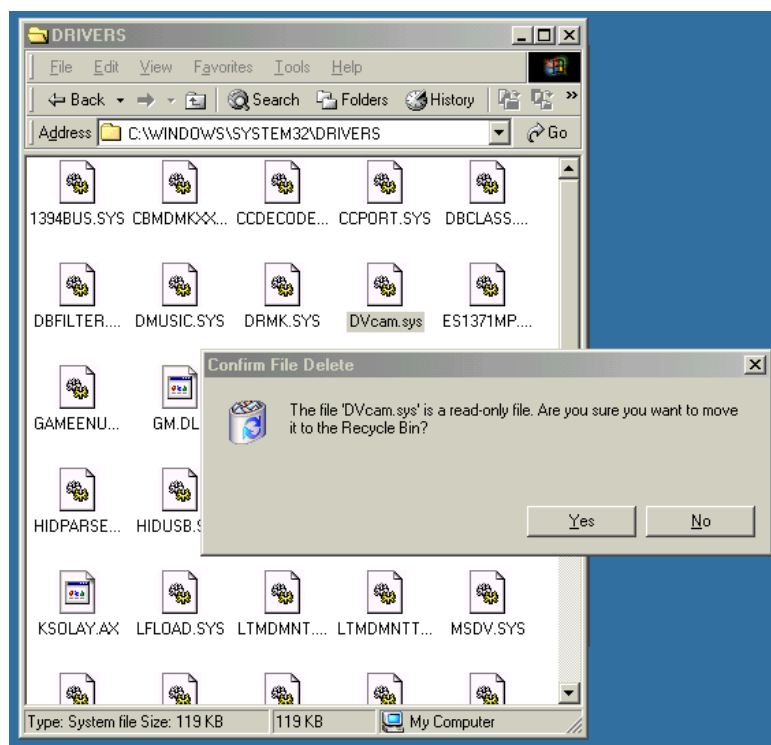 DRIVERS
File Edit View Favorites Tools Help
Back Search Folders History »
Address C:\WINDOWS\SYSTEM32\DRIVERS Go
1394BUS.SYS CBMDMKXX... CCDECODE... CCPORT.SYS DBCLASS....
DBFILTER.... DMUSIC.SYS DRMK.SYS DVcam.sys ES1371MP....
Confirm File Delete
The file 'DVcam.sys' is a read-only file. Are you sure you want to move
it to the Recycle Bin?
GAMEENU... GM.DL
Yes No
HIDPARSE... HIDUSB.S
KSOLAY.AX LFLOAD.SYS LTMDMNT.... LTMDMNTT... MSDV.SYS
Type: System file Size: 119 KB 119 KB My Computer